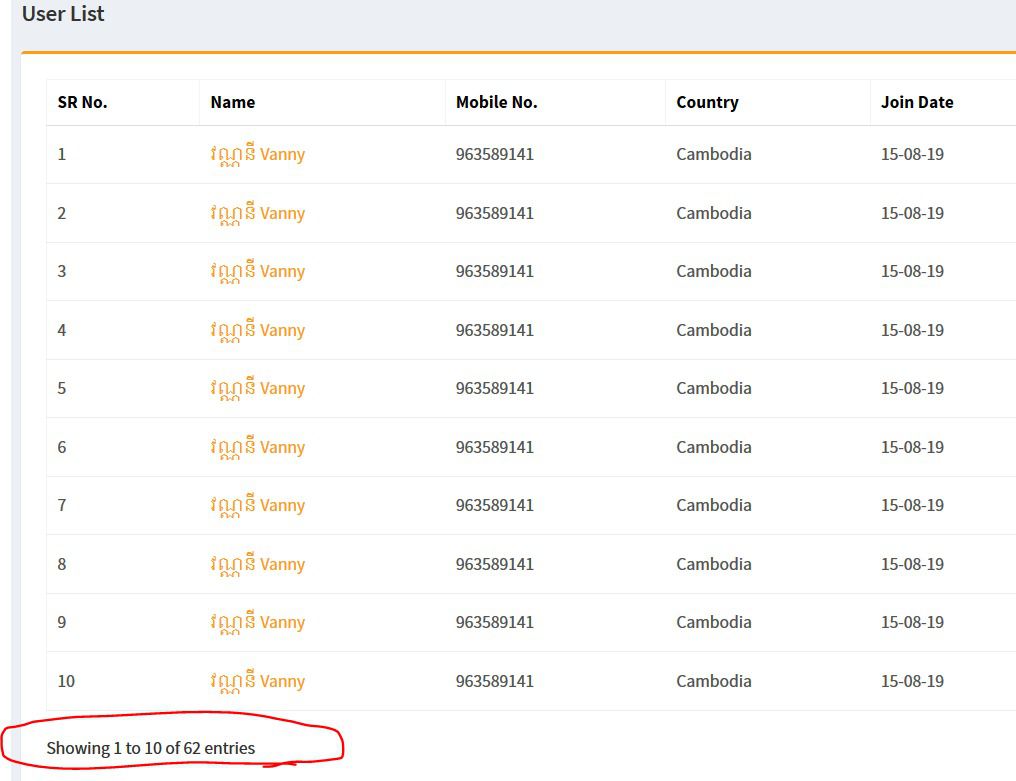 User List
SR No. Name Mobile No. Country Join Date
1 វណ្ណនី Vanny 963589141 Cambodia 15-08-19
2 វណ្ណនី Vanny 963589141 Cambodia 15-08-19
3 វណ្ណនី Vanny 963589141 Cambodia 15-08-19
4 វណ្ណនី Vanny 963589141 Cambodia 15-08-19
5 វណ្ណនី Vanny 963589141 Cambodia 15-08-19
6 វណ្ណនី Vanny 963589141 Cambodia 15-08-19
7 វណ្ណនី Vanny 963589141 Cambodia 15-08-19
8 វណ្ណនី Vanny 963589141 Cambodia 15-08-19
9 វណ្ណនី Vanny 963589141 Cambodia 15-08-19
10 វណ្ណនី Vanny 963589141 Cambodia 15-08-19
Showing 1 to 10 of 62 entries